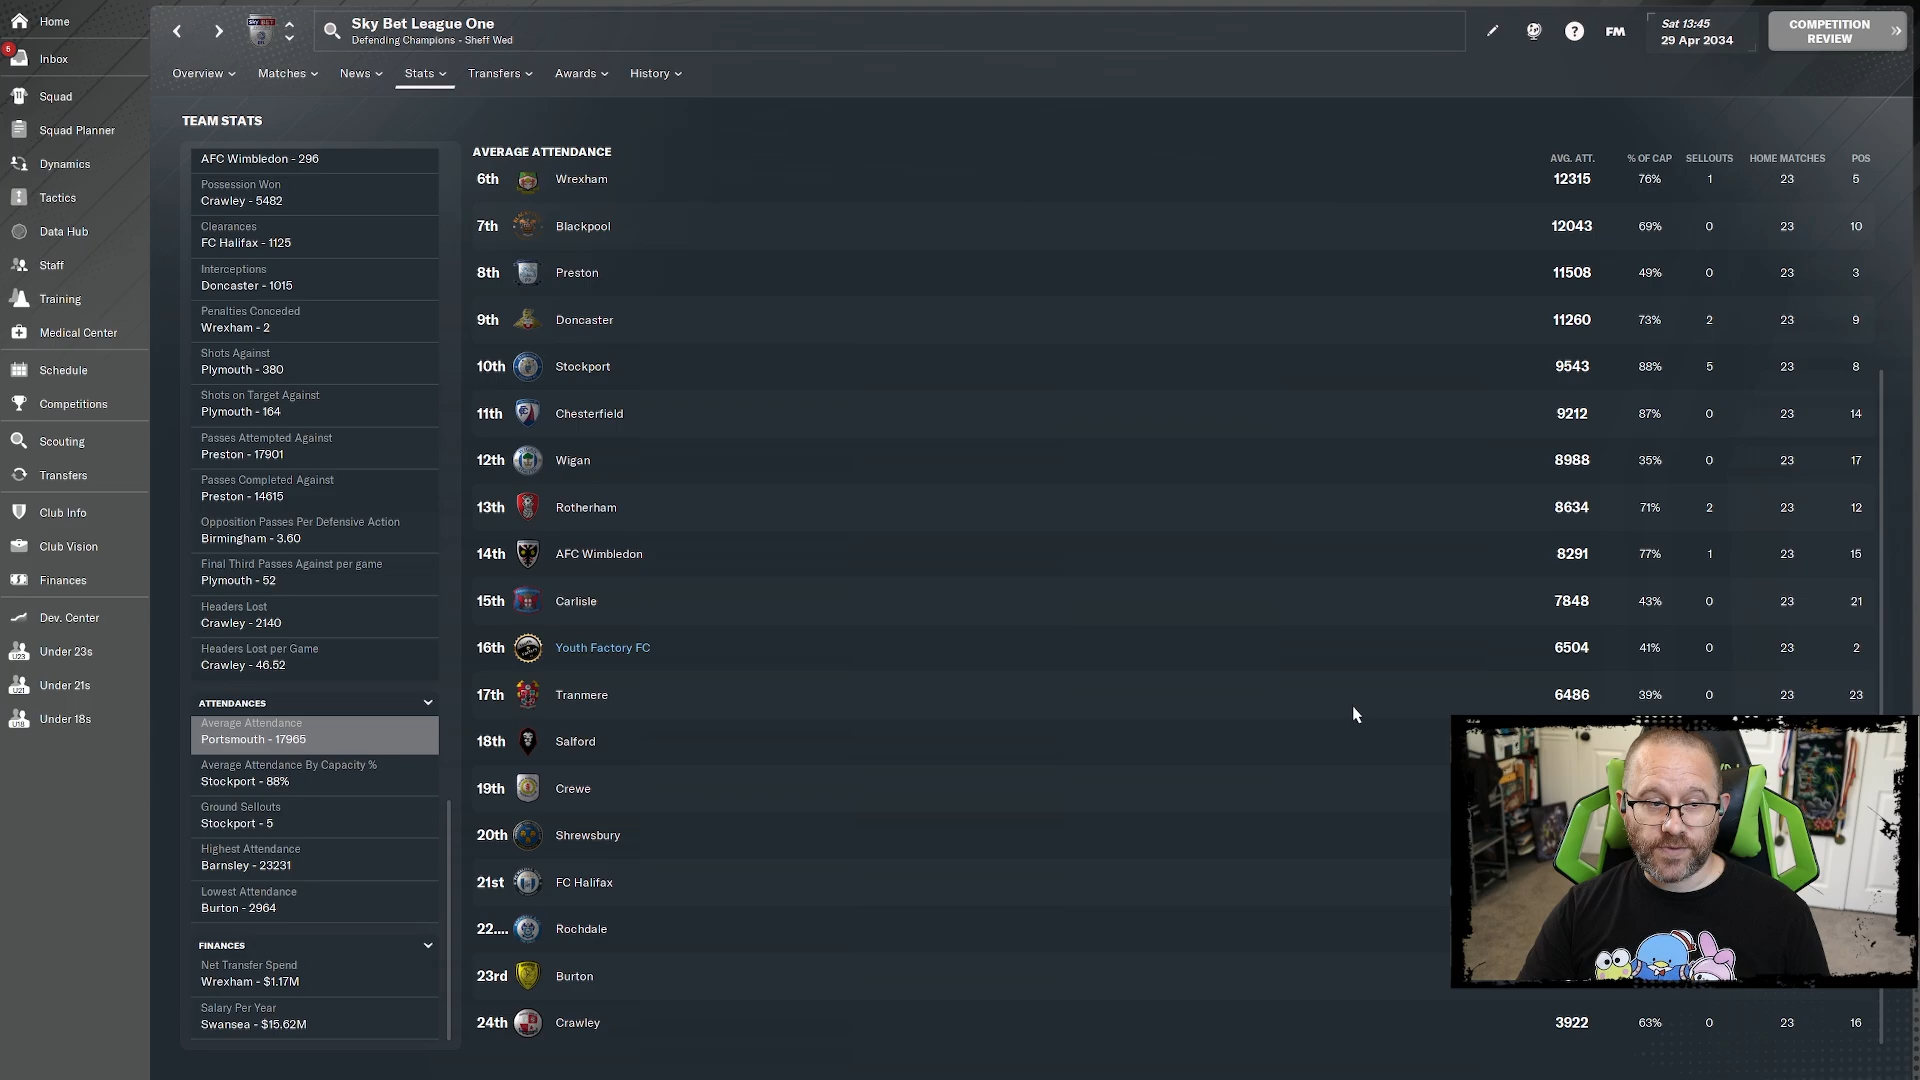 Home
Sky Bet League One
Defending Champions - Sheff Wed
FM
Sat 13:45
29 Apr 2034
COMPETITION
REVIEW
5
Inbox
Overview
Matches
News
Stats
Transfers
Awards
History
Squad
Squad Planner
Dynamics
Tactics
Data Hub
Staff
Training
Medical Center
Schedule
Competitions
Scouting
Transfers
Club Info
Club Vision
Finances
Dev. Center
U23 Under 23s
U21 Under 21s
U18 Under 18s
TEAM STATS
AFC Wimbledon - 296
Possession Won
Crawley - 5482
Clearances
FC Halifax - 1125
Interceptions
Doncaster - 1015
Penalties Conceded
Wrexham - 2
Shots Against
Plymouth - 380
Shots on Target Against
Plymouth - 164
Passes Attempted Against
Preston - 17901
Passes Completed Against
Preston - 14615
Opposition Passes Per Defensive Action
Birmingham - 3.60
Final Third Passes Against per game
Plymouth - 52
Headers Lost
Crawley - 2140
Headers Lost per Game
Crawley - 46.52
ATTENDANCES
Average Attendance
Portsmouth - 17965
Average Attendance By Capacity %
Stockport - 88%
Ground Sellouts
Stockport - 5
Highest Attendance
Barnsley - 23231
Lowest Attendance
Burton - 2964
FINANCES
Net Transfer Spend
Wrexham - $1.17M
Salary Per Year
Swansea - $15.62M
AVERAGE ATTENDANCE
AVG. ATT. % OF CAP SELLOUTS HOME MATCHES POS
6th Wrexham 12315 76% 1 23 5
7th Blackpool 12043 69% 0 23 10
8th Preston 11508 49% 0 23 3
9th Doncaster 11260 73% 2 23 9
10th Stockport 9543 88% 5 23 8
11th Chesterfield 9212 87% 0 23 14
12th Wigan 8988 35% 0 23 17
13th Rotherham 8634 71% 2 23 12
14th AFC Wimbledon 8291 77% 1 23 15
15th Carlisle 7848 43% 0 23 21
16th Youth Factory FC 6504 41% 0 23 2
17th Tranmere 6486 39% 0 23 23
18th Salford
19th Crewe
20th Shrewsbury
21st FC Halifax
22.... Rochdale
23rd Burton
24th Crawley 3922 63% 0 23 16